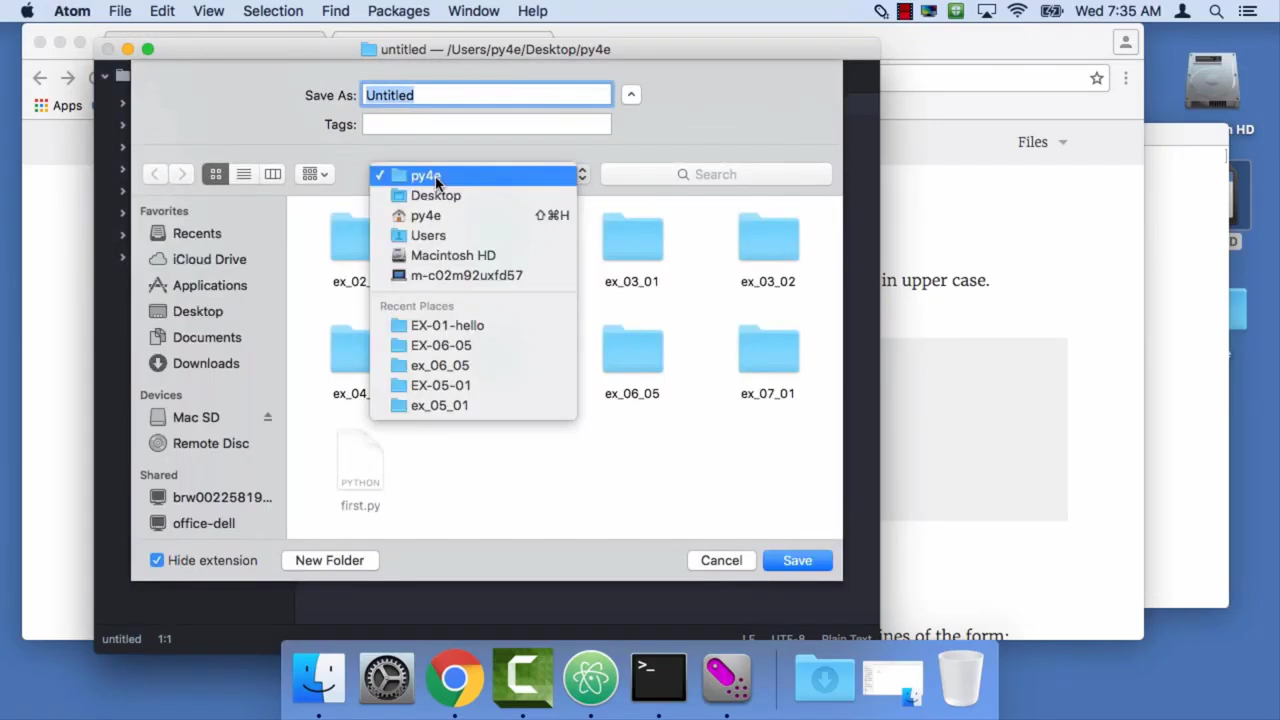 Atom File Edit View Selection Find Packages Window Help Wed 7:35 AM
untitled — /Users/py4e/Desktop/py4e
Save As: Untitled
Tags:
Apps
HD
Files
Search
py4e
Desktop
py4e ⇧⌘H
Users
Macintosh HD
m-c02m92uxfd57
Recent Places
EX-01-hello
EX-06-05
ex_06_05
EX-05-01
ex_05_01
Favorites
Recents
iCloud Drive
Applications
Desktop
Documents
Downloads
Devices
Mac SD
Remote Disc
Shared
brw00225819...
office-dell
ex_02_
ex_03_01
ex_03_02
in upper case.
ex_04_
ex_06_05
ex_07_01
PYTHON
first.py
Hide extension
New Folder
Cancel
Save
untitled 1:1
LF UTF-8 Plain Text
ines of the form: